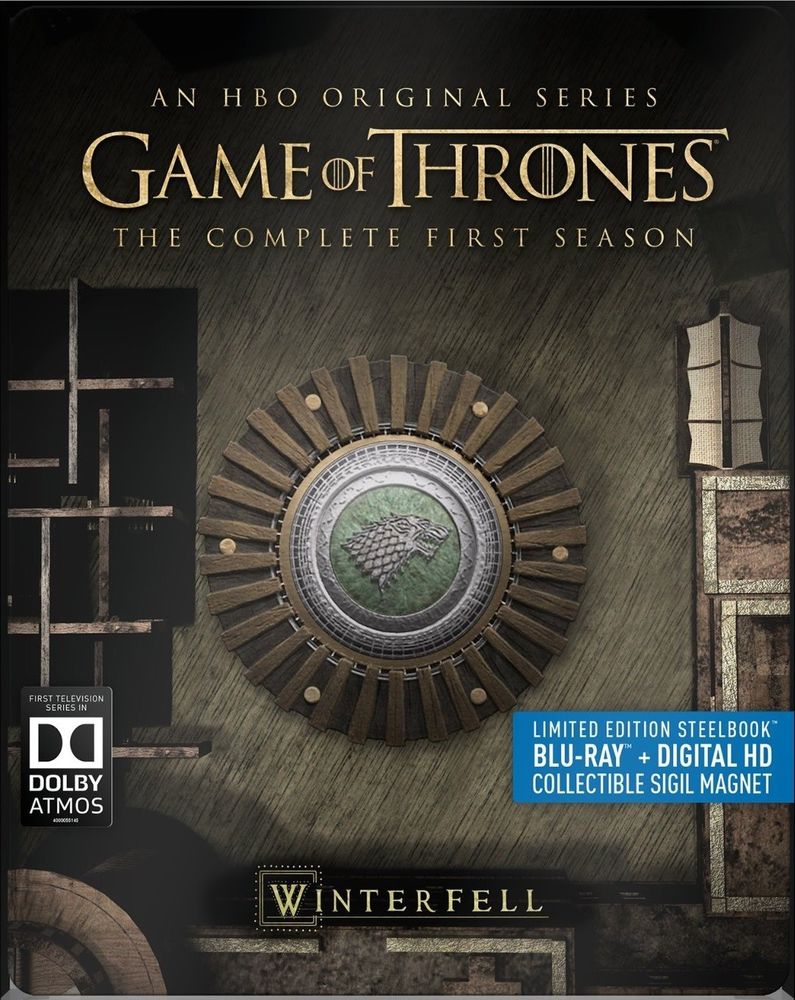 AN HBO ORIGINAL SERIES
GAME OF THRONES®
THE COMPLETE FIRST SEASON
FIRST TELEVISION
SERIES IN
DOLBY
ATMOS
LIMITED EDITION STEELBOOK™
BLU-RAY™ + DIGITAL HD
COLLECTIBLE SIGIL MAGNET
WINTERFELL